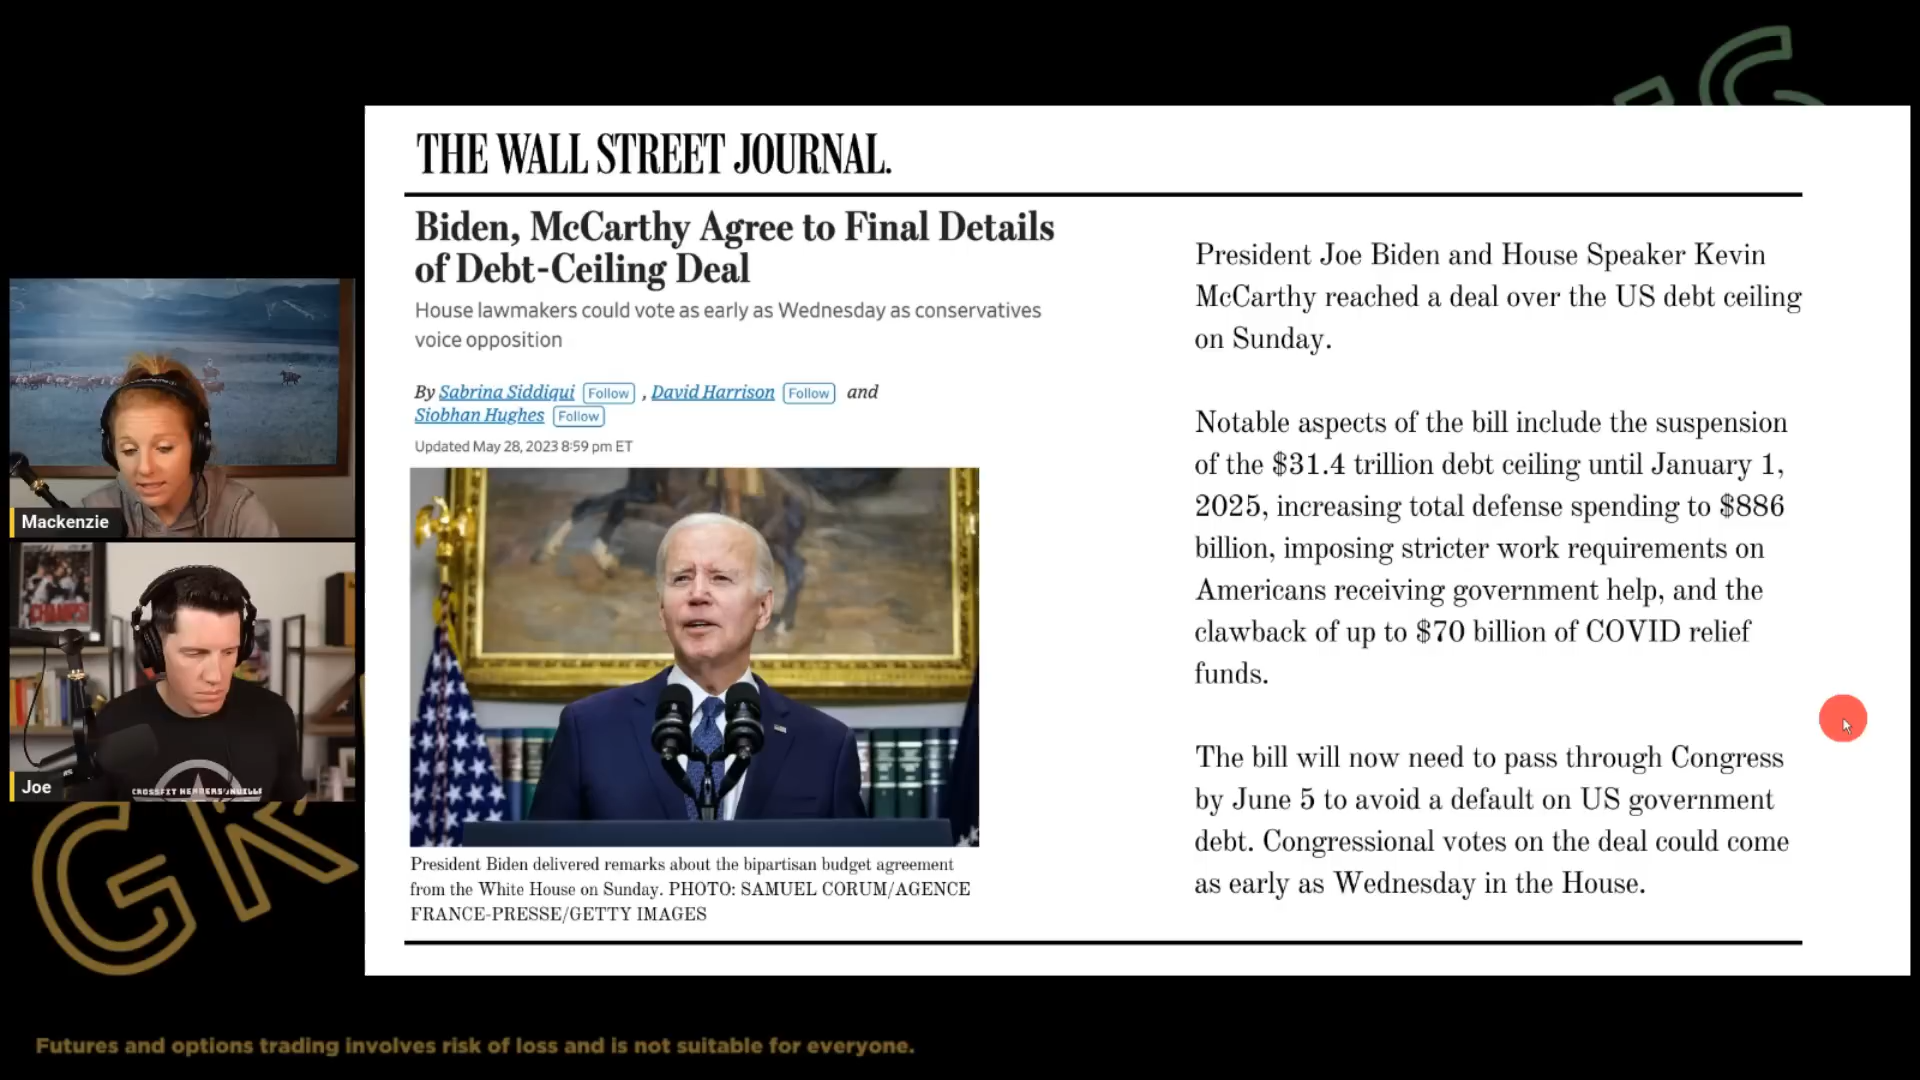 THE WALL STREET JOURNAL.
Biden, McCarthy Agree to Final Details
of Debt-Ceiling Deal
House lawmakers could vote as early as Wednesday as conservatives
voice opposition
By Sabrina Siddiqui Follow , David Harrison Follow and
Siobhan Hughes Follow
Updated May 28, 2023 8:59 pm ET
President Biden delivered remarks about the bipartisan budget agreement
from the White House on Sunday. PHOTO: SAMUEL CORUM/AGENCE
FRANCE-PRESSE/GETTY IMAGES
President Joe Biden and House Speaker Kevin
McCarthy reached a deal over the US debt ceiling
on Sunday.
Notable aspects of the bill include the suspension
of the $31.4 trillion debt ceiling until January 1,
2025, increasing total defense spending to $886
billion, imposing stricter work requirements on
Americans receiving government help, and the
clawback of up to $70 billion of COVID relief
funds.
The bill will now need to pass through Congress
by June 5 to avoid a default on US government
debt. Congressional votes on the deal could come
as early as Wednesday in the House.
Mackenzie
CHAMPS
CROSSFIT HENDERSONVILLE
Joe
Futures and options trading involves risk of loss and is not suitable for everyone.